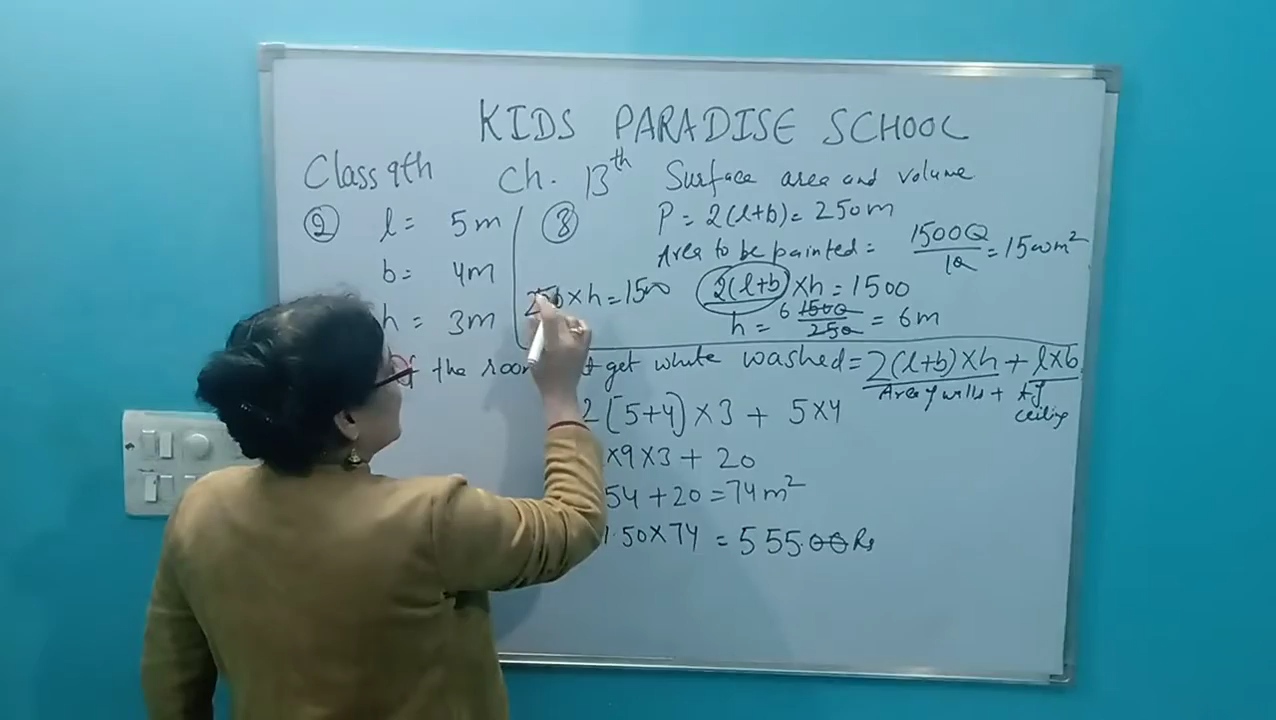 KIDS PARADISE SCHOOL
Class 9th Ch. 13th Surface area and volume
② l = 5m
b = 4m
h = 3m
⑧ P = 2(l+b) = 250m
Area to be painted = 15000/10 = 1500m²
250×h = 1500 2(l+b)×h = 1500
h = 6 1500/250 = 6m
the room get white washed = 2(l+b)×h + l×b
Area of walls + ceiling
2(5+4)×3 + 5×4
×9×3 + 20
54 + 20 = 74m²
.50×74 = 555.00 Rs